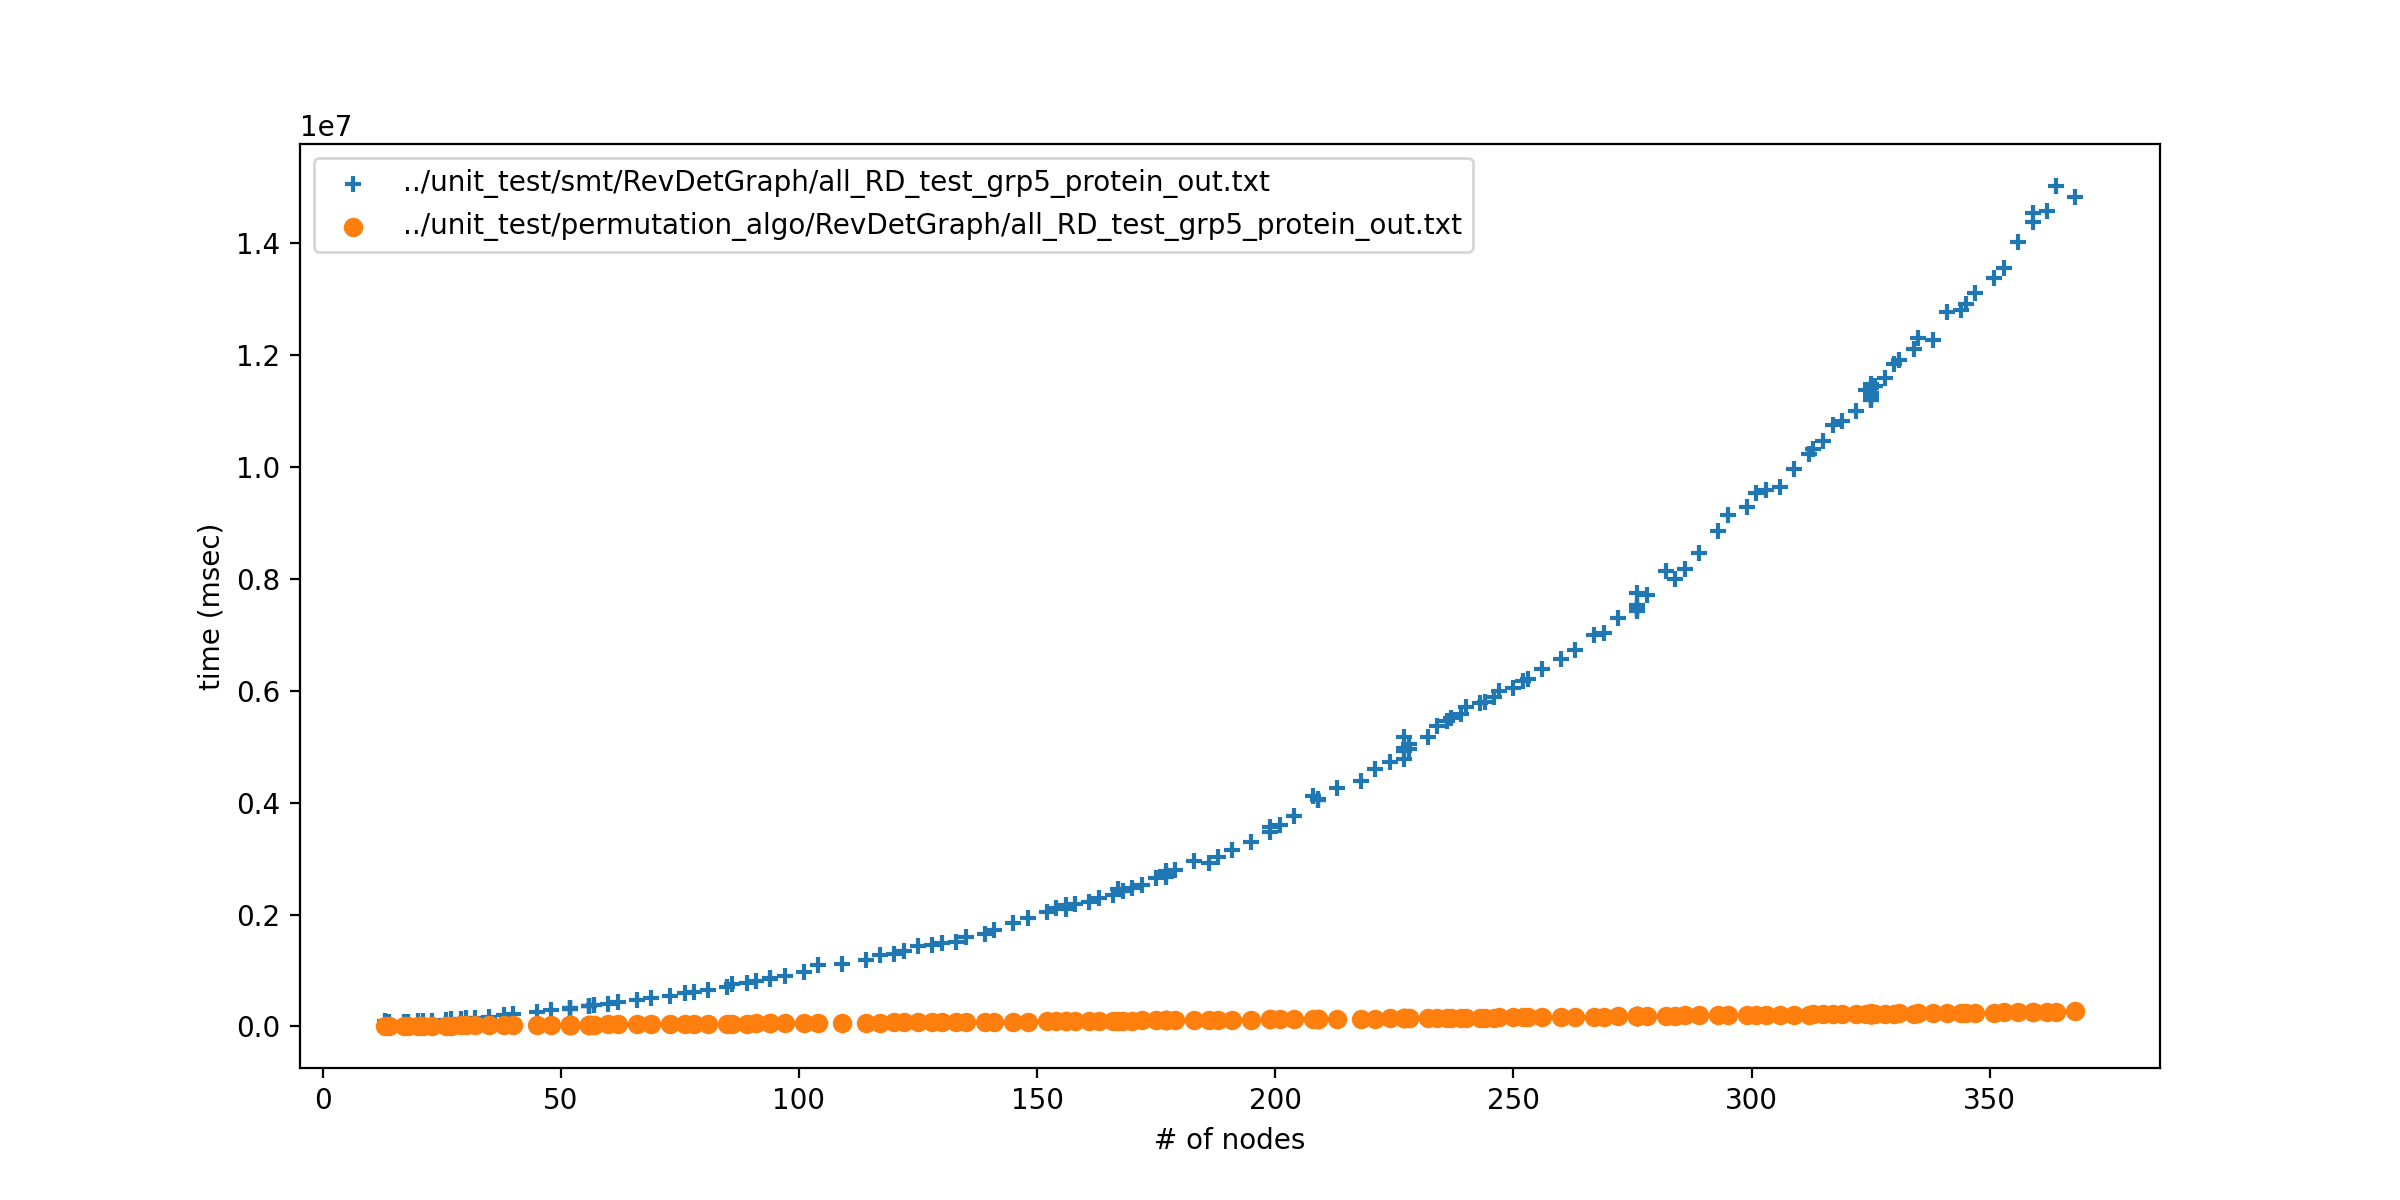 1e7
../unit_test/smt/RevDetGraph/all_RD_test_grp5_protein_out.txt
../unit_test/permutation_algo/RevDetGraph/all_RD_test_grp5_protein_out.txt
1.4
1.2
1.0
0.8
0.6
0.4
0.2
0.0
time (msec)
0 50 100 150 200 250 300 350
# of nodes